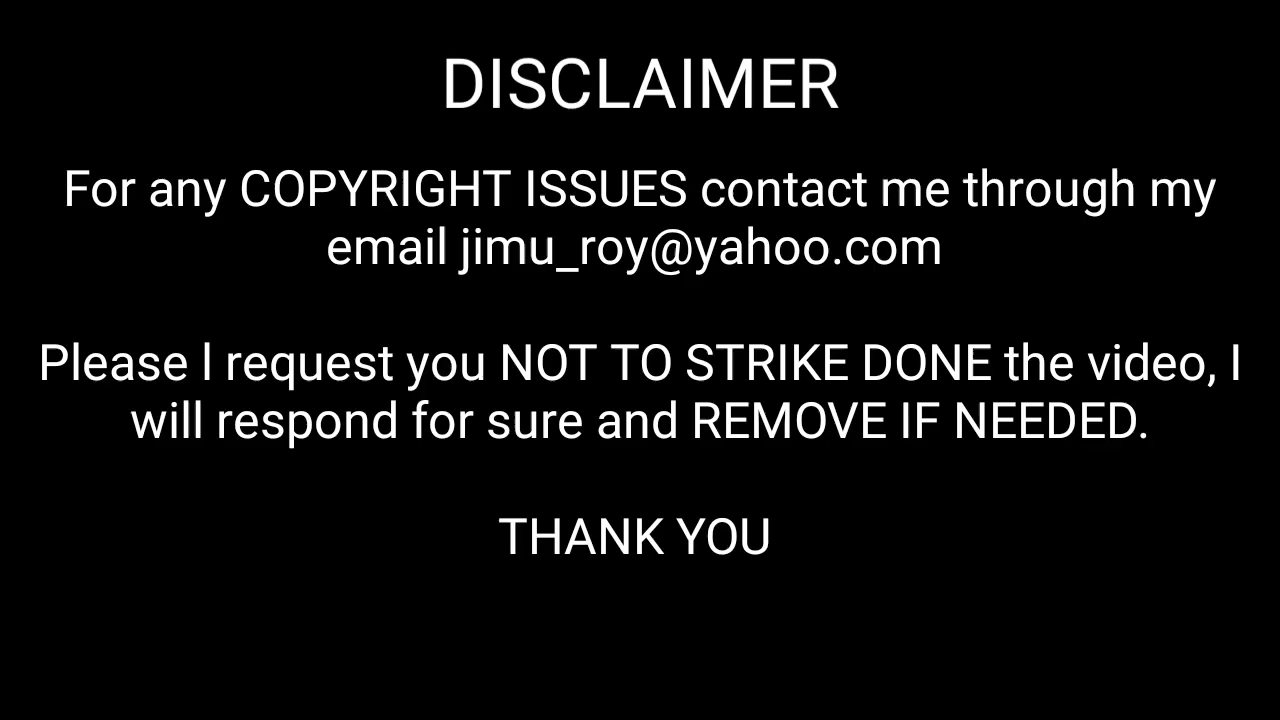 DISCLAIMER
For any COPYRIGHT ISSUES contact me through my
email jimu_roy@yahoo.com
Please l request you NOT TO STRIKE DONE the video, I
will respond for sure and REMOVE IF NEEDED.
THANK YOU